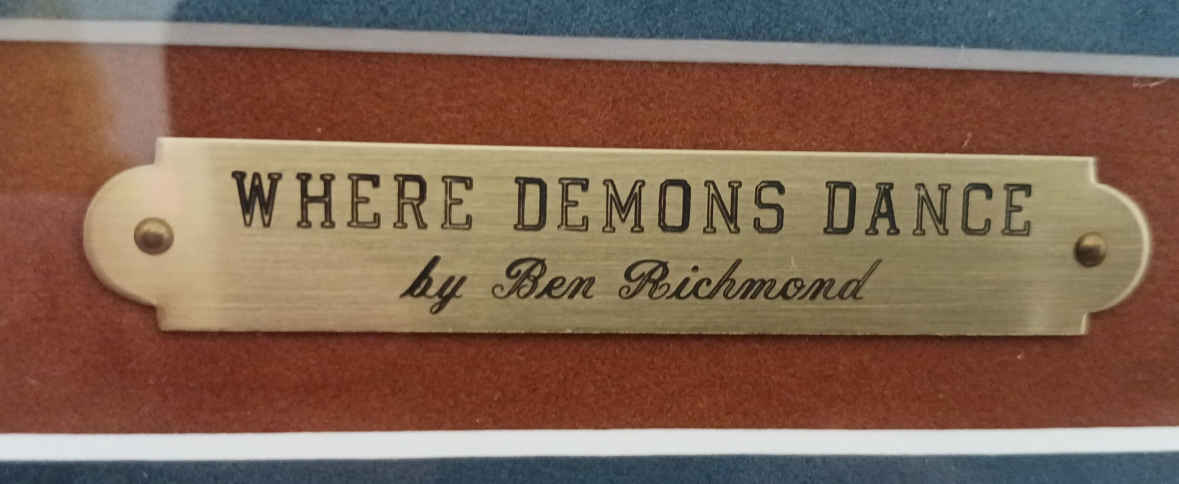 WHERE DEMONS DANCE
by Ben Richmond